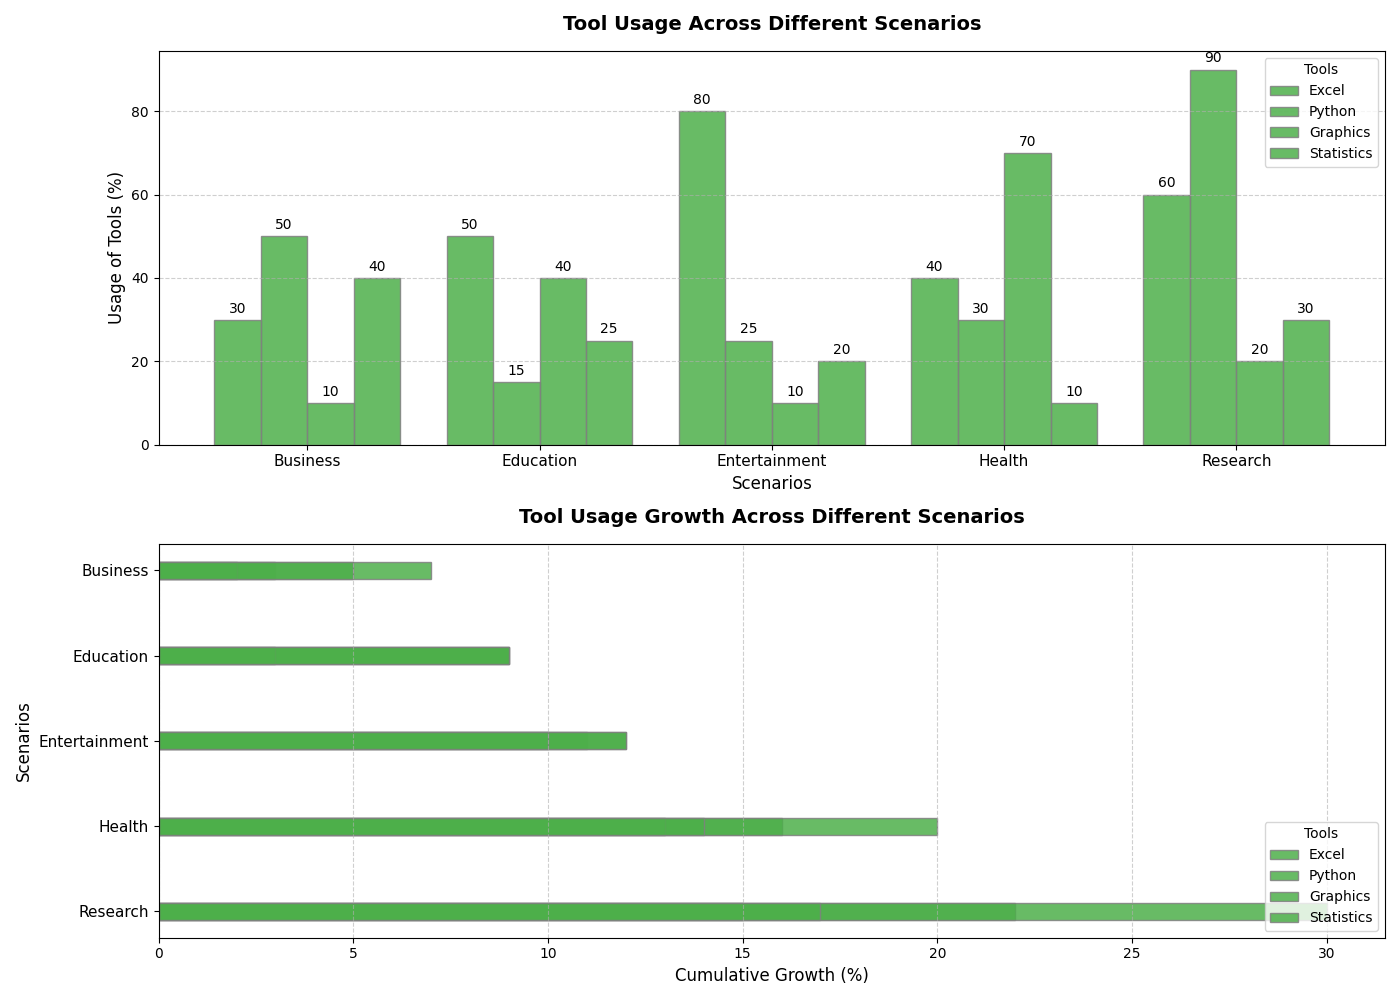 Tool Usage Across Different Scenarios
Usage of Tools (%)
0
20
40
60
80
30
50
10
40
50
15
40
25
80
25
10
20
40
30
70
10
60
90
20
30
Tools
Excel
Python
Graphics
Statistics
Business
Education
Entertainment
Health
Research
Scenarios
Tool Usage Growth Across Different Scenarios
Scenarios
Business
Education
Entertainment
Health
Research
Tools
Excel
Python
Graphics
Statistics
0
5
10
15
20
25
30
Cumulative Growth (%)